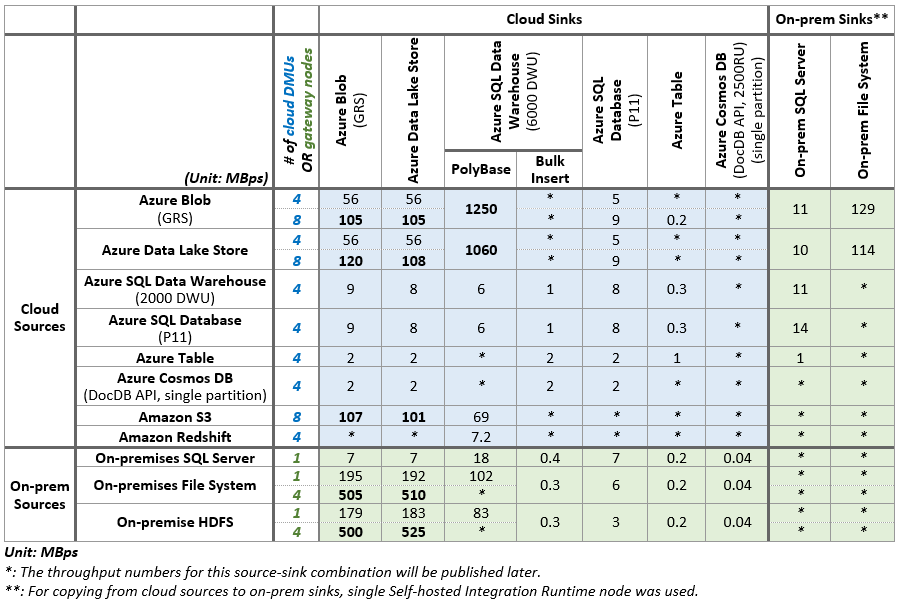 Cloud Sinks On-prem Sinks**
(Unit: MBps)
# of cloud DMUs
OR gateway nodes
Azure Blob
(GRS)
Azure Data Lake Store
Azure SQL Data
Warehouse
(6000 DWU)
PolyBase
Bulk
Insert
Azure SQL
Database
(P11)
Azure Table
Azure Cosmos DB
(DocDB API, 2500RU)
(single partition)
On-prem SQL Server
On-prem File System
Cloud
Sources
Azure Blob
(GRS)
4 56 56 1250 * 5 * * 11 129
8 105 105 * 9 0.2 *
Azure Data Lake Store
4 56 56 1060 * 5 * * 10 114
8 120 108 * 9 * *
Azure SQL Data Warehouse
(2000 DWU)
4 9 8 6 1 8 0.3 * 11 *
Azure SQL Database
(P11)
4 9 8 6 1 8 0.3 * 14 *
Azure Table 4 2 2 * 2 2 1 * 1 *
Azure Cosmos DB
(DocDB API, single partition)
4 2 2 * 2 2 * * * *
Amazon S3 8 107 101 69 * * * * * *
Amazon Redshift 4 * * 7.2 * * * * * *
On-prem
Sources
On-premises SQL Server 1 7 7 18 0.4 7 0.2 0.04 * *
On-premises File System
1 195 192 102 0.3 6 0.2 0.04 * *
4 505 510 * * *
On-premise HDFS
1 179 183 83 0.3 3 0.2 0.04 * *
4 500 525 * * *
Unit: MBps
*: The throughput numbers for this source-sink combination will be published later.
**: For copying from cloud sources to on-prem sinks, single Self-hosted Integration Runtime node was used.